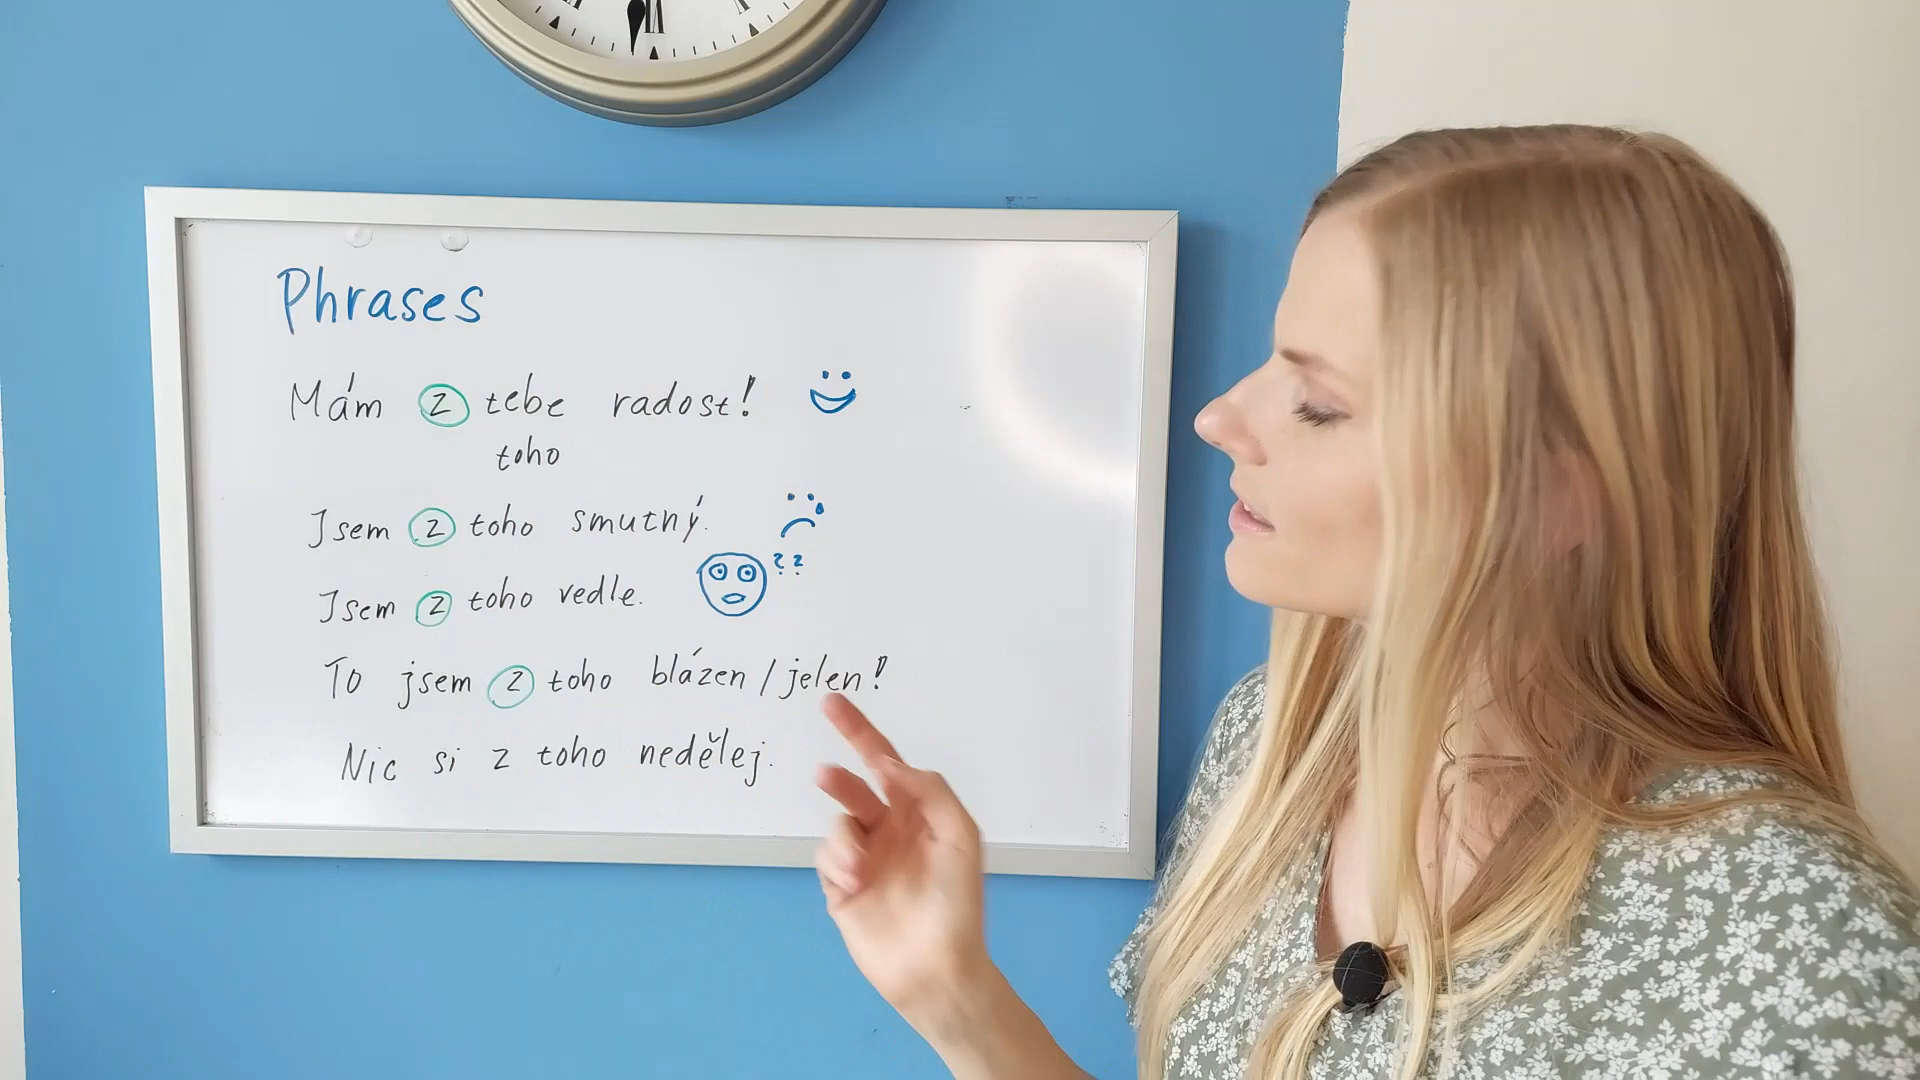 Phrases
Mám z tebe radost!
toho
Jsem z toho smutný.
Jsem z toho vedle. ??
To jsem z toho blázen / jelen!
Nic si z toho nedělej.